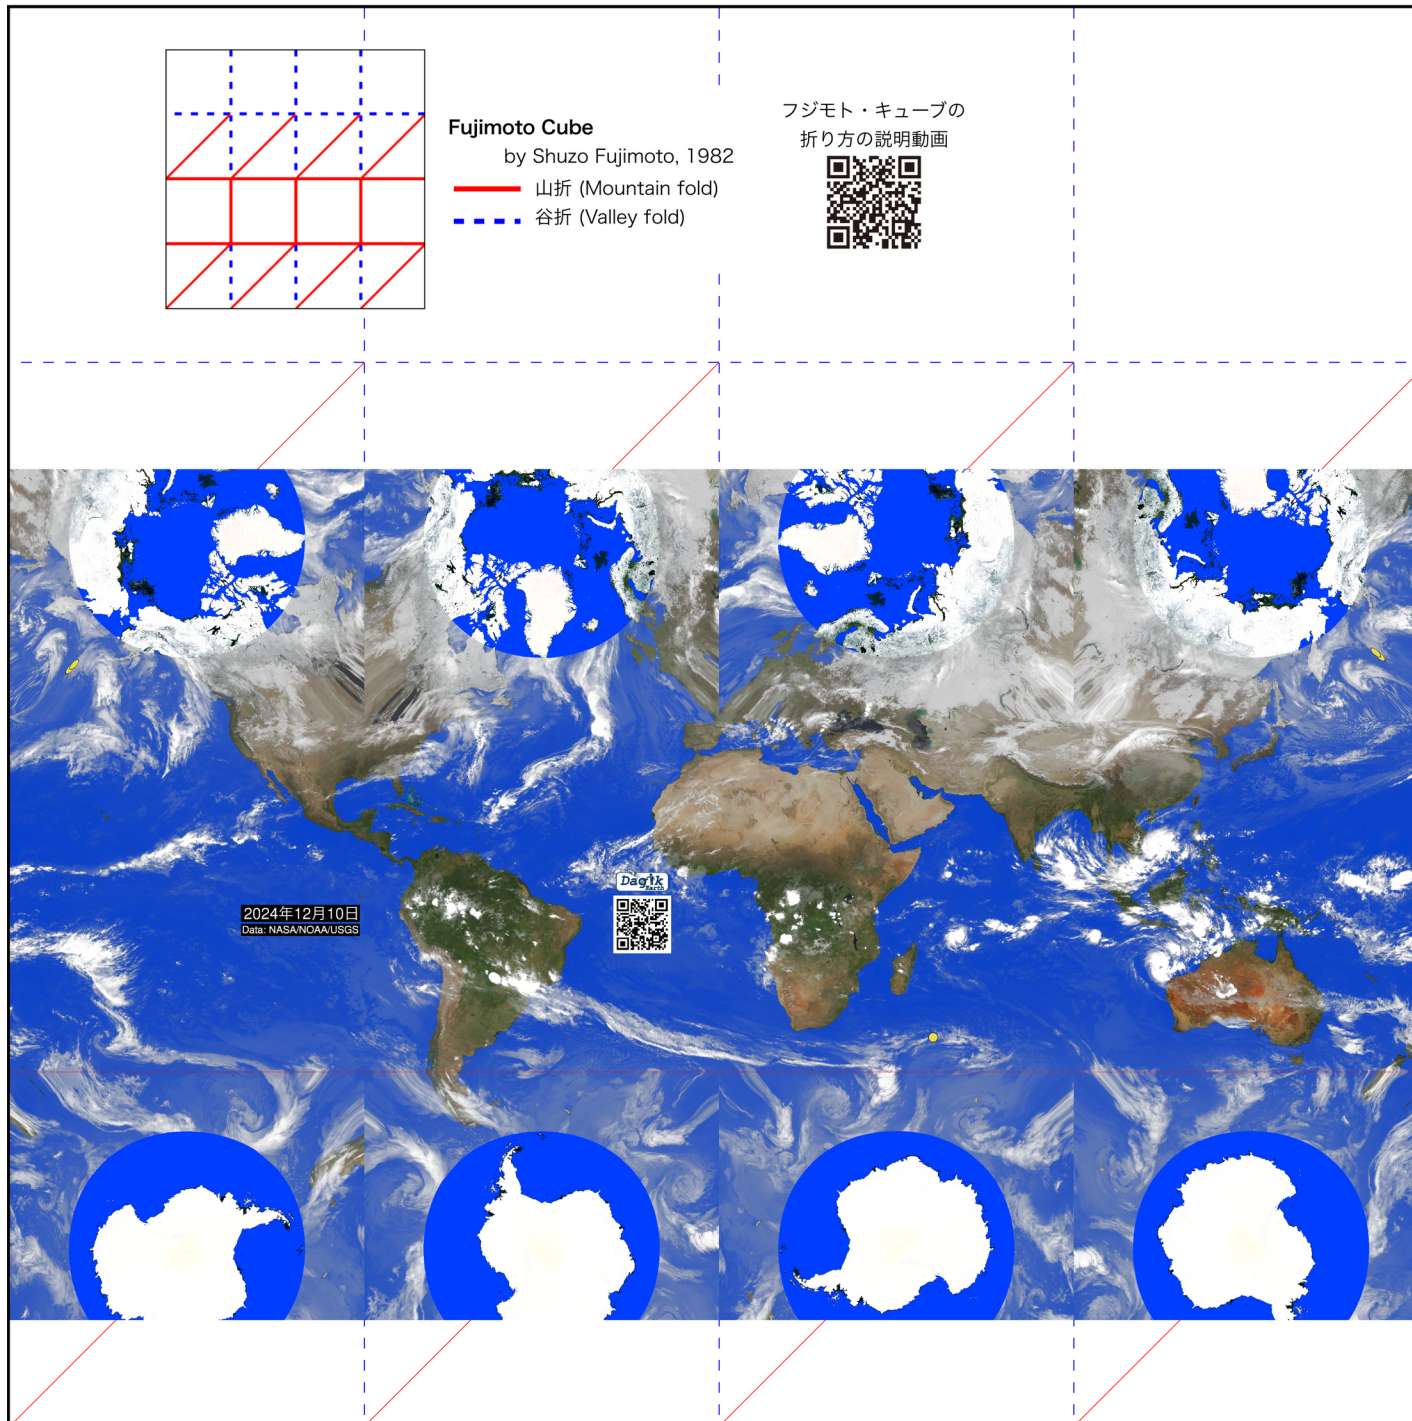 Fujimoto Cube
by Shuzo Fujimoto, 1982
山折 (Mountain fold)
谷折 (Valley fold)
フジモト・キューブの
折り方の説明動画
Dagik
Earth
2024年12月10日
Data: NASA/NOAA/USGS